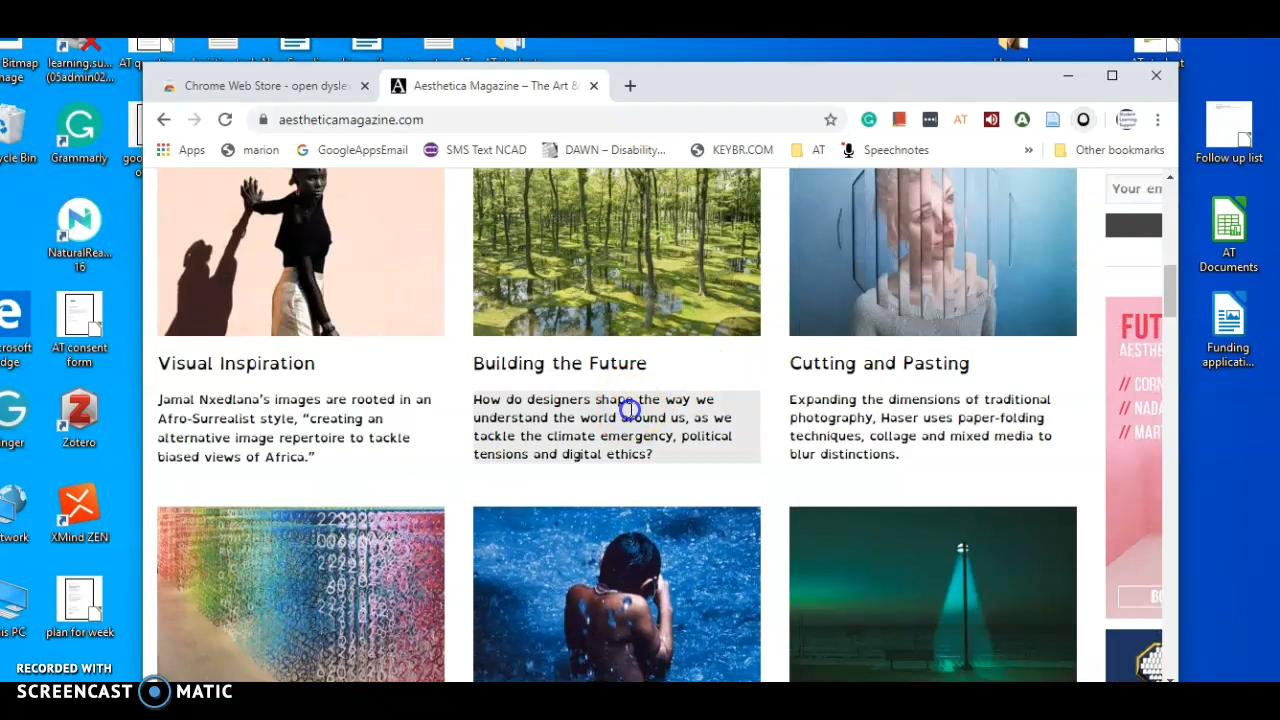 Bitmap
mage
learning.su...
(05admin02...
Chrome Web Store - open dysle
Aesthetica Magazine – The Art &
aestheticamagazine.com
Apps
marion
GoogleAppsEmail
SMS Text NCAD
DAWN – Disability...
KEYBR.COM
AT
Speechnotes
»
Other bookmarks
ycle Bin
Grammarly
Follow up list
Your em
NaturalRea...
16
AT
Documents
AT consent
form
Funding
applicati...
Visual Inspiration
Building the Future
Cutting and Pasting
Jamal Nxedlana's images are rooted in an
Afro-Surrealist style, “creating an
alternative image repertoire to tackle
biased views of Africa.”
How do designers shape the way we
understand the world around us, as we
tackle the climate emergency, political
tensions and digital ethics?
Expanding the dimensions of traditional
photography, Haser uses paper-folding
techniques, collage and mixed media to
blur distinctions.
FUT
AESTHE
// CORN
// NADA
// MAR
BO
crosoft
dge
inger
Zotero
twork
XMind ZEN
is PC
plan for week
RECORDED WITH
SCREENCAST MATIC